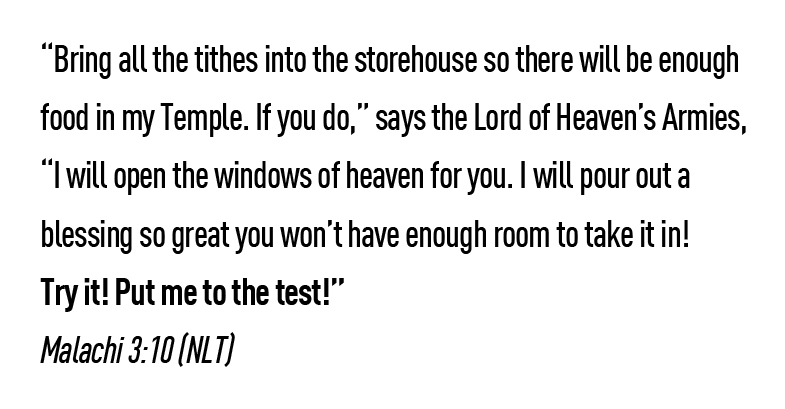 “Bring all the tithes into the storehouse so there will be enough
food in my Temple. If you do,” says the Lord of Heaven’s Armies,
“I will open the windows of heaven for you. I will pour out a
blessing so great you won’t have enough room to take it in!
Try it! Put me to the test!”
Malachi 3:10 (NLT)